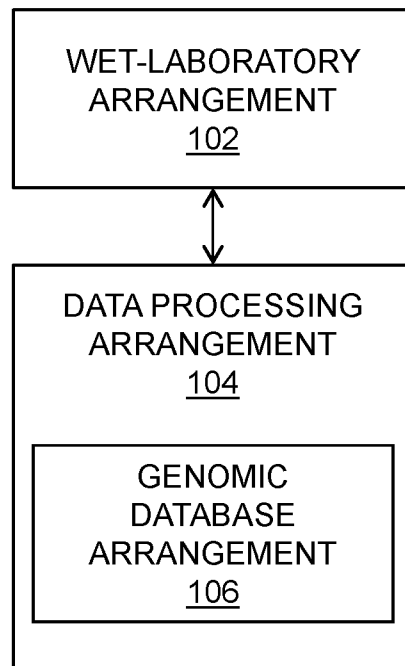 WET-LABORATORY
ARRANGEMENT
102
DATA PROCESSING
ARRANGEMENT
104
GENOMIC
DATABASE
ARRANGEMENT
106